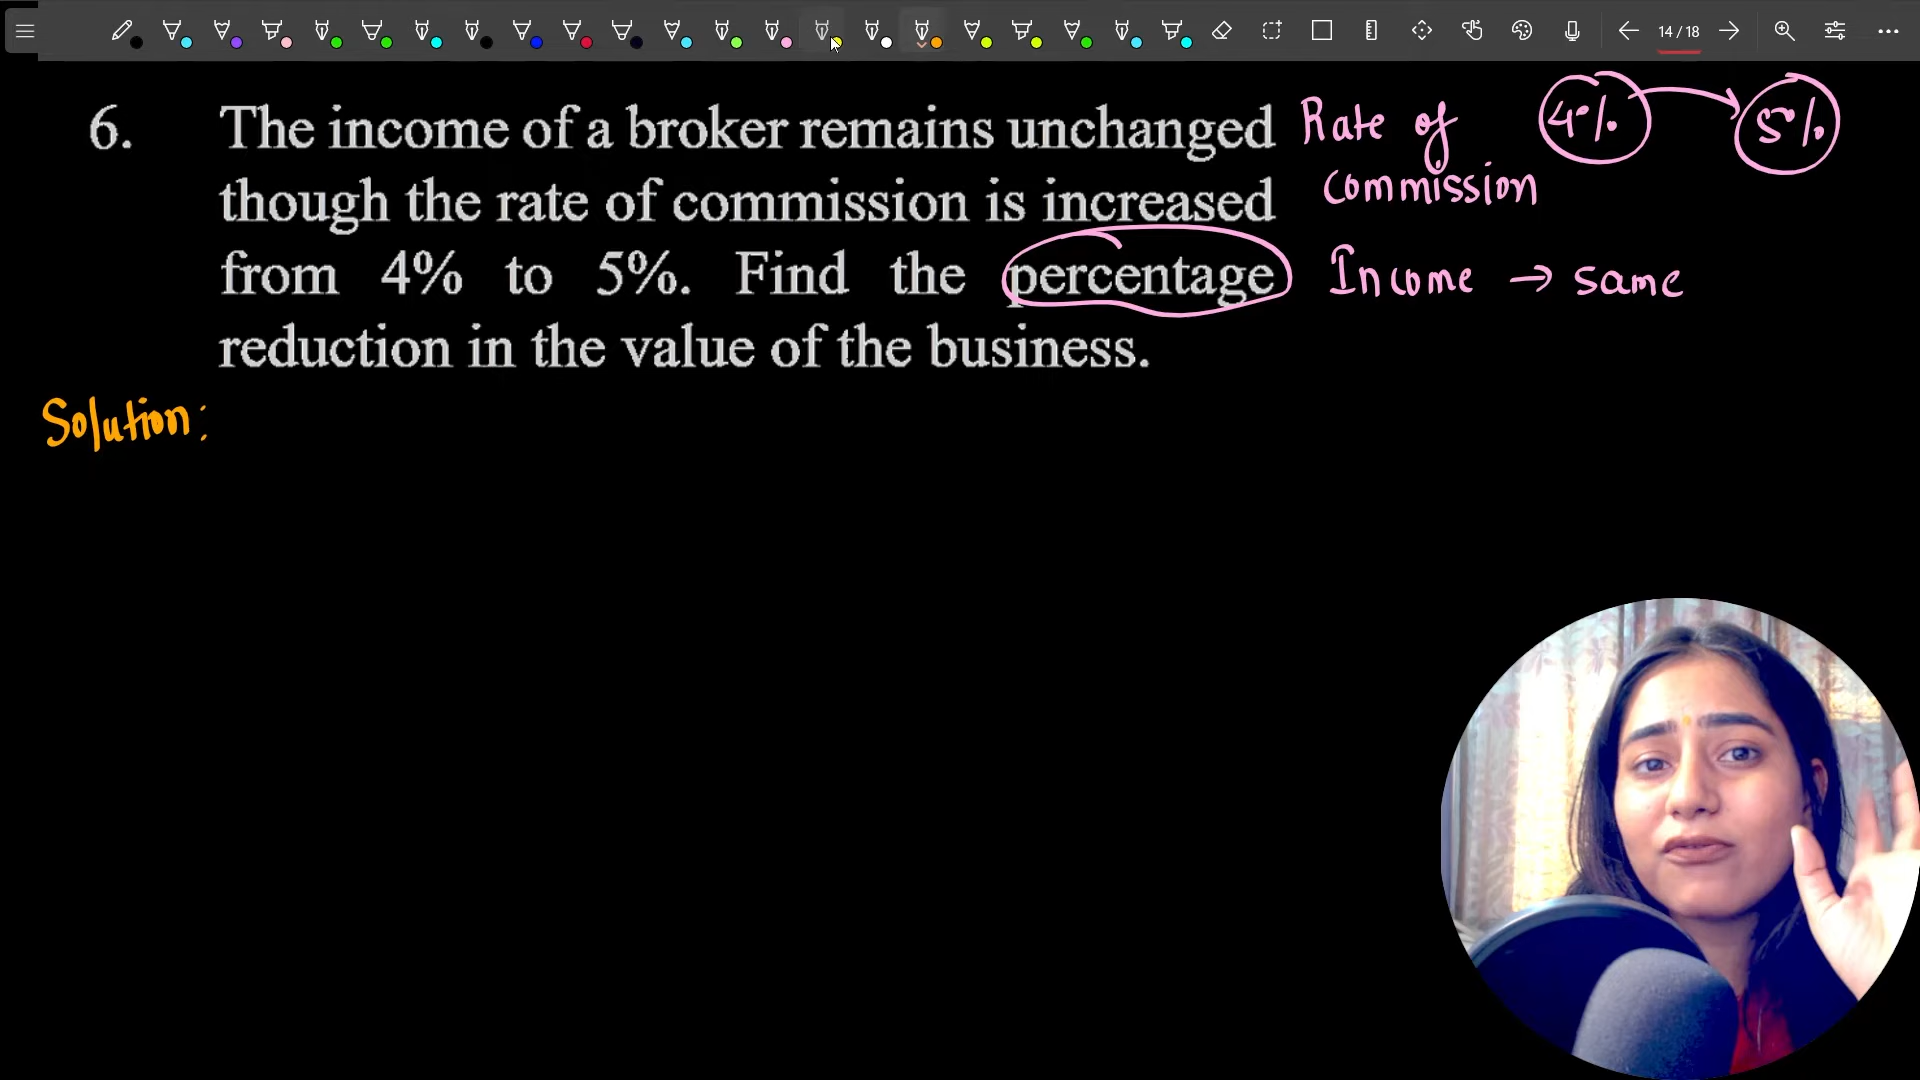 14 / 18
6. The income of a broker remains unchanged
though the rate of commission is increased
from 4% to 5%. Find the percentage
reduction in the value of the business.
Rate of 4% → 5%
Commission
Income → same
Solution: